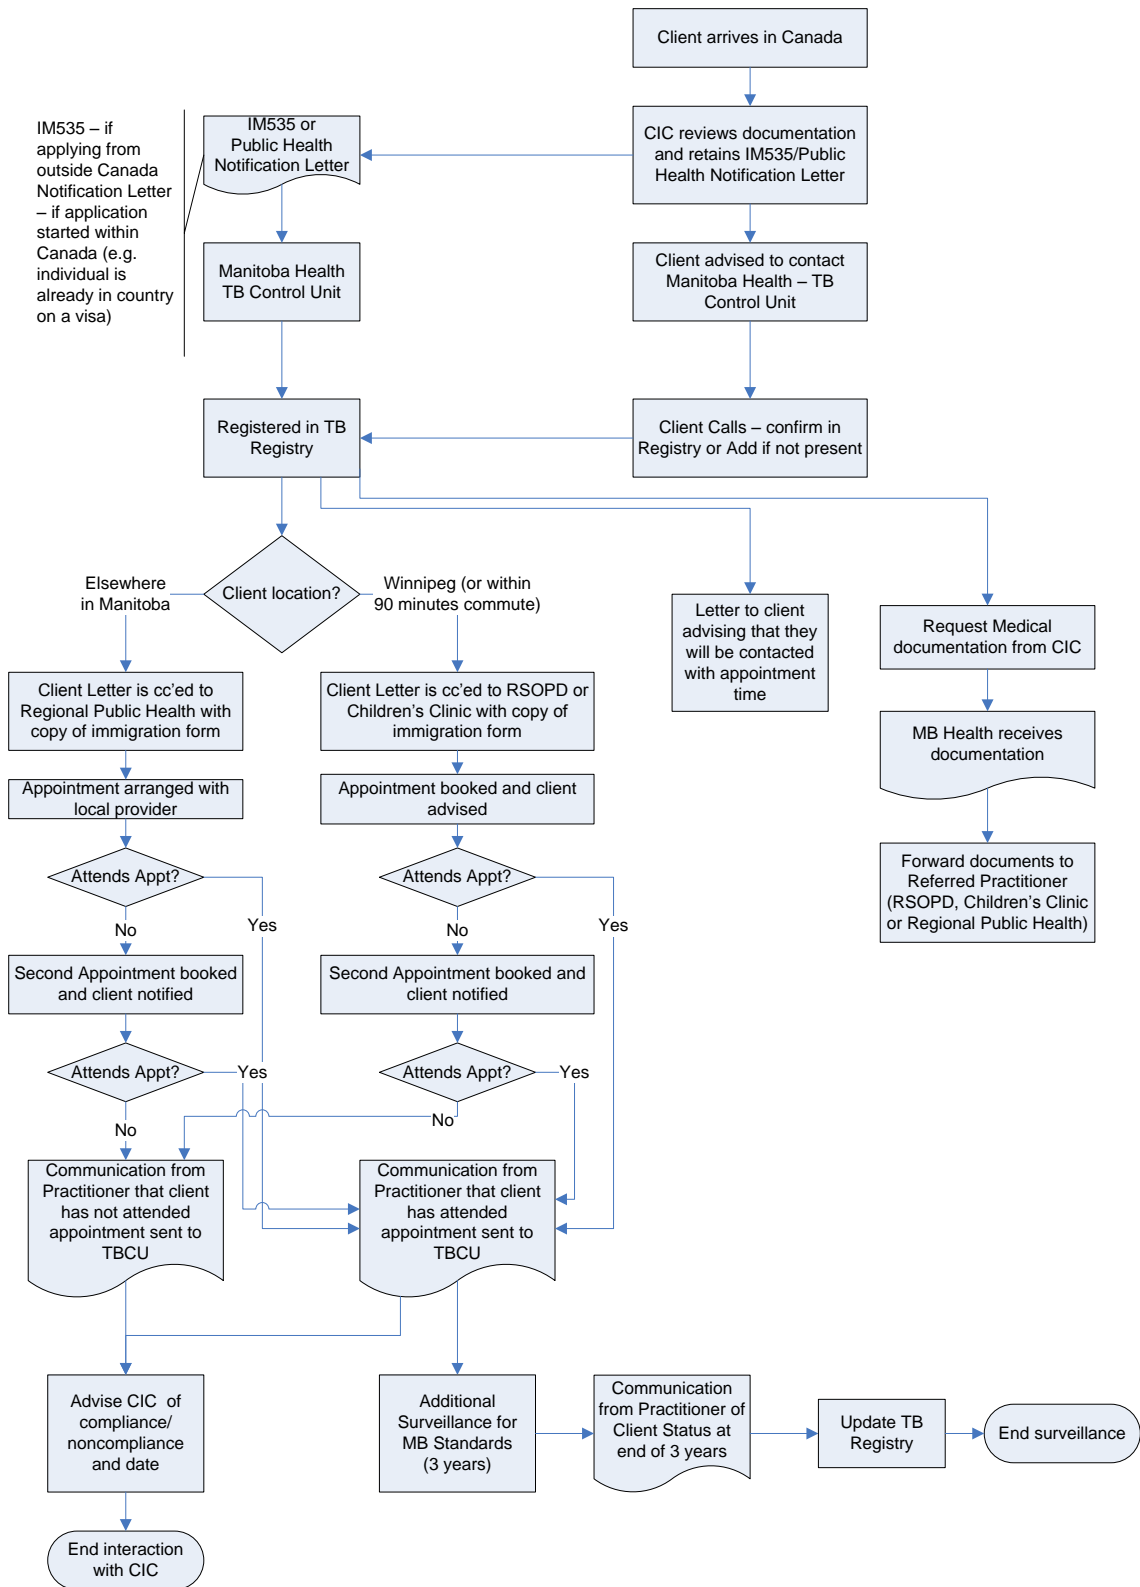 Client arrives in Canada
IM535 – if
applying from
outside Canada
Notification Letter
– if application
started within
Canada (e.g.
individual is
already in country
on a visa)
IM535 or
Public Health
Notification Letter
CIC reviews documentation
and retains IM535/Public
Health Notification Letter
Manitoba Health
TB Control Unit
Client advised to contact
Manitoba Health – TB
Control Unit
Registered in TB
Registry
Client Calls – confirm in
Registry or Add if not present
Client location?
Elsewhere
in Manitoba
Winnipeg (or within
90 minutes commute)
Letter to client
advising that they
will be contacted
with appointment
time
Request Medical
documentation from CIC
Client Letter is cc'ed to
Regional Public Health with
copy of immigration form
Client Letter is cc'ed to RSOPD or
Children's Clinic with copy of
immigration form
MB Health receives
documentation
Appointment arranged with
local provider
Appointment booked and client
advised
Forward documents to
Referred Practitioner
(RSOPD, Children's Clinic
or Regional Public Health)
Attends Appt?
Attends Appt?
No
Yes
No
Yes
Second Appointment booked
and client notified
Second Appointment booked and
client notified
Attends Appt?
Yes
Attends Appt?
Yes
No
No
Communication from
Practitioner that client
has not attended
appointment sent to
TBCU
Communication from
Practitioner that client
has attended
appointment sent to
TBCU
Advise CIC of
compliance/
noncompliance
and date
Additional
Surveillance for
MB Standards
(3 years)
Communication
from Practitioner of
Client Status at
end of 3 years
Update TB
Registry
End surveillance
End interaction
with CIC